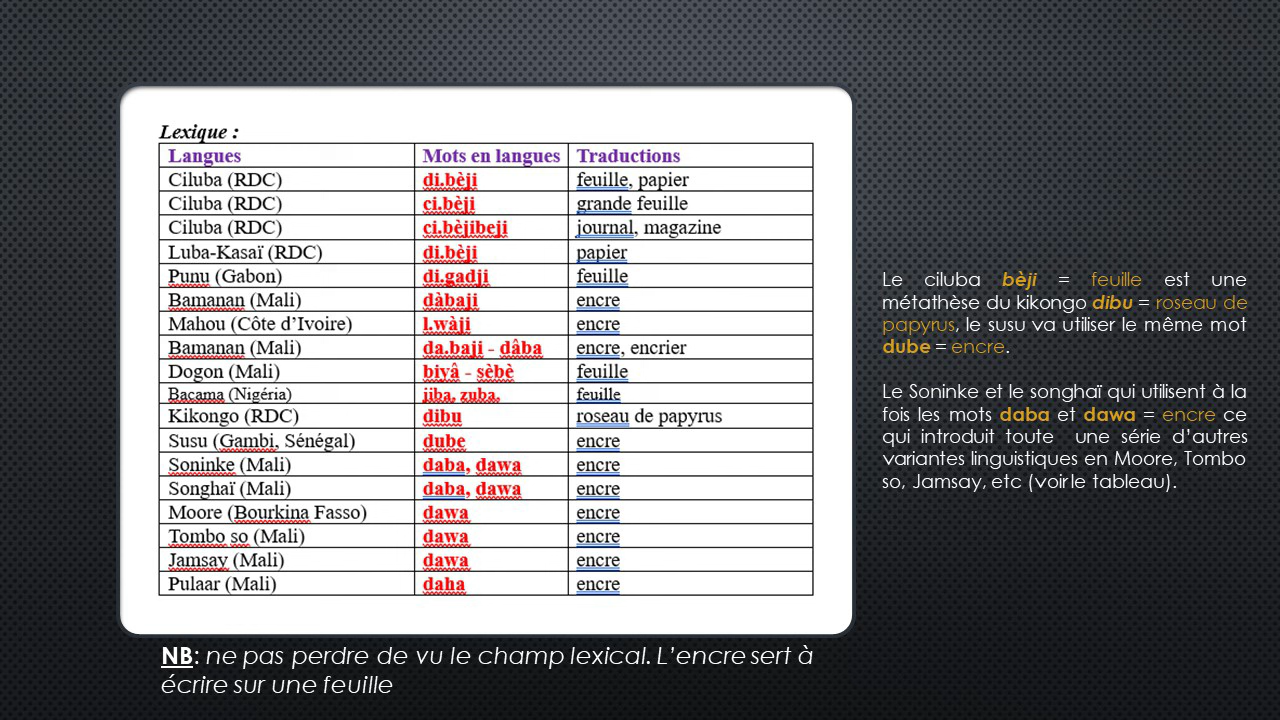 Lexique :
Langues Mots en langues Traductions
Ciluba (RDC) di.bèji feuille, papier
Ciluba (RDC) ci.bèji grande feuille
Ciluba (RDC) ci.bèjibeji journal, magazine
Luba-Kasaï (RDC) di.bèji papier
Punu (Gabon) di.gadji feuille
Bamanan (Mali) dàbaji encre
Mahou (Côte d’Ivoire) l.wàji encre
Bamanan (Mali) da.baji - dâba encre, encrier
Dogon (Mali) biyâ - sèbè feuille
Bacama (Nigéria) jiba, zuba, feuille
Kikongo (RDC) dibu roseau de papyrus
Susu (Gambi, Sénégal) dube encre
Soninke (Mali) daba, dawa encre
Songhaï (Mali) daba, dawa encre
Moore (Bourkina Fasso) dawa encre
Tombo so (Mali) dawa encre
Jamsay (Mali) dawa encre
Pulaar (Mali) daha encre
Le ciluba bèji = feuille est une
métathèse du kikongo dibu = roseau de
papyrus, le susu va utiliser le même mot
dube = encre.
Le Soninke et le songhaï qui utilisent à la
fois les mots daba et dawa = encre ce
qui introduit toute une série d’autres
variantes linguistiques en Moore, Tombo
so, Jamsay, etc (voir le tableau).
NB: ne pas perdre de vu le champ lexical. L’encre sert à
écrire sur une feuille